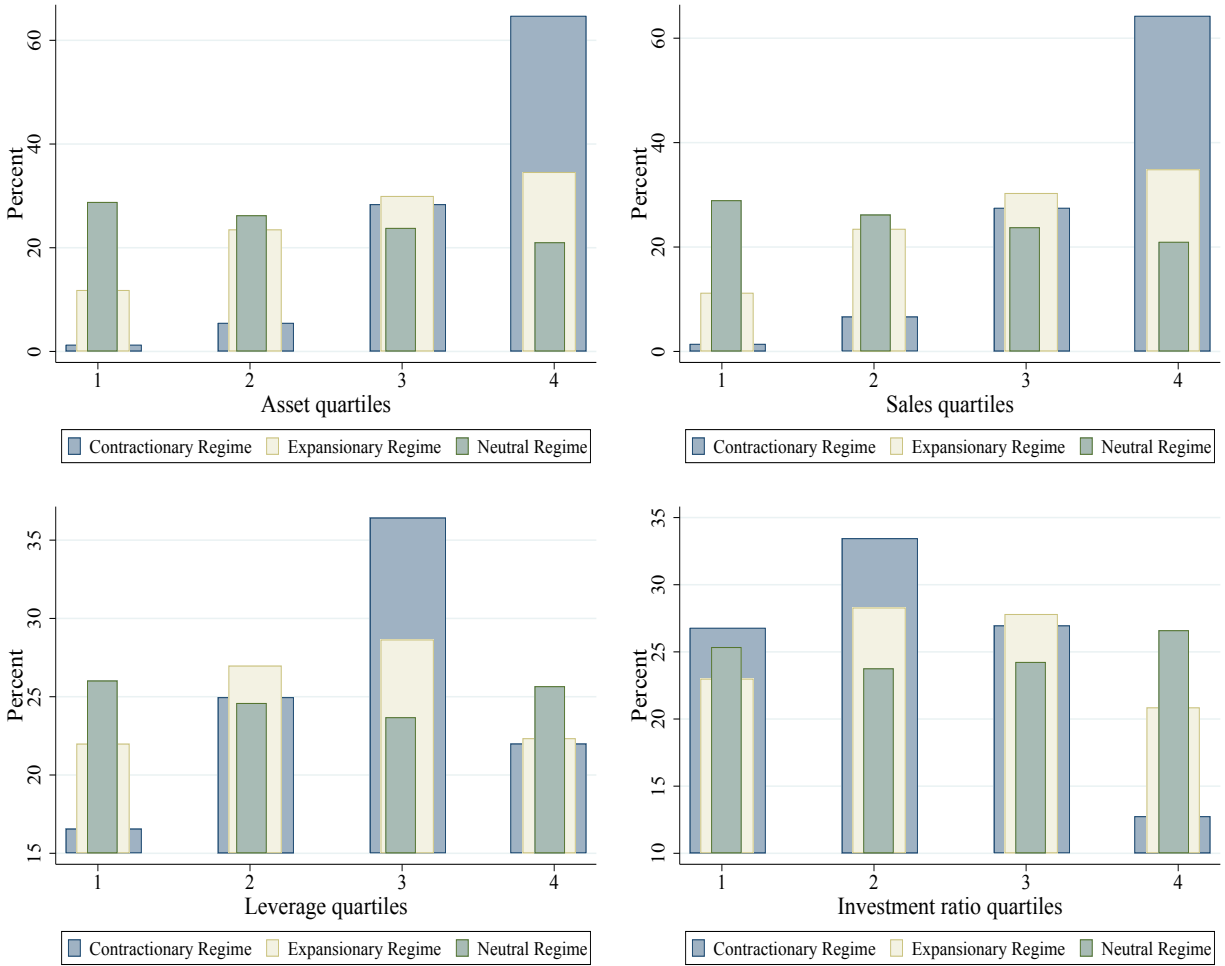 Percent
60
40
20
0
1 2 3 4
Asset quartiles
Contractionary Regime Expansionary Regime Neutral Regime
Percent
60
40
20
0
1 2 3 4
Sales quartiles
Contractionary Regime Expansionary Regime Neutral Regime
Percent
35
30
25
20
15
1 2 3 4
Leverage quartiles
Contractionary Regime Expansionary Regime Neutral Regime
Percent
35
30
25
20
15
10
1 2 3 4
Investment ratio quartiles
Contractionary Regime Expansionary Regime Neutral Regime